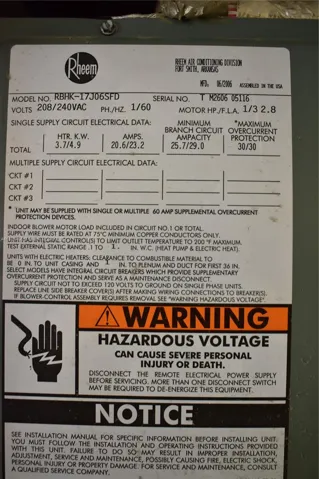 Rheem
RHEEM AIR CONDITIONING DIVISION
FORT SMITH, ARKANSAS
MFD. 06/2006 ASSEMBLED IN THE USA
MODEL NO. RBHK-17J06SFD SERIAL NO. T M2606 05116
VOLTS 208/240VAC PH./HZ. 1/60 MOTOR HP./F.L.A. 1/3 2.8
SINGLE SUPPLY CIRCUIT ELECTRICAL DATA: MINIMUM *MAXIMUM
BRANCH CIRCUIT OVERCURRENT
HTR. K.W. AMPS. AMPACITY PROTECTION
TOTAL 3.7/4.9 20.6/23.2 25.7/29.0 30/30
MULTIPLE SUPPLY CIRCUIT ELECTRICAL DATA:
CKT #1
CKT #2
CKT #3
* UNIT MAY BE SUPPLIED WITH SINGLE OR MULTIPLE 60 AMP SUPPLEMENTAL OVERCURRENT
PROTECTION DEVICES.
INDOOR BLOWER MOTOR LOAD INCLUDED IN CIRCUIT NO.1 OR TOTAL.
SUPPLY WIRE MUST BE RATED AT 75°C MINIMUM COPPER CONDUCTORS ONLY.
UNIT HAS INTEGRAL CONTROL(S) TO LIMIT OUTLET TEMPERATURE TO 200 °F MAXIMUM.
TEST EXTERNAL STATIC RANGE .1 TO IN. W.C. (HEAT PUMP & ELECTRIC HEAT).
UNITS WITH ELECTRIC HEATERS: CLEARANCE TO COMBUSTIBLE MATERIAL TO
BE 0 IN. TO UNIT CASING AND IN. TO PLENUM AND DUCT FOR FIRST 36 IN.
SELECT MODELS HAVE INTEGRAL CIRCUIT BREAKERS WHICH PROVIDE SUPPLEMENTARY
OVERCURRENT PROTECTION AND SERVE AS A MAINTENANCE DISCONNECT.
SUPPLY CIRCUIT NOT TO EXCEED 120 VOLTS TO GROUND ON SINGLE PHASE UNITS.
REPLACE LINE SIDE BREAKER COVER(S) AFTER MAKING WIRING CONNECTIONS TO BREAKER(S).
IF BLOWER-CONTROL ASSEMBLY REQUIRES REMOVAL SEE "WARNING HAZARDOUS VOLTAGE"
WARNING
HAZARDOUS VOLTAGE
CAN CAUSE SEVERE PERSONAL
INJURY OR DEATH.
DISCONNECT THE REMOTE ELECTRICAL POWER SUPPLY
BEFORE SERVICING. MORE THAN ONE DISCONNECT SWITCH
MAY BE REQUIRED TO DE-ENERGIZE THIS EQUIPMENT.
NOTICE
SEE INSTALLATION MANUAL FOR SPECIFIC INFORMATION BEFORE INSTALLING UNIT.
YOU MUST FOLLOW THE INSTALLATION AND OPERATING INSTRUCTIONS PROVIDED
WITH THIS UNIT. FAILURE TO DO SO MAY RESULT IN IMPROPER INSTALLATION,
ADJUSTMENT, SERVICE AND MAINTENANCE, POSSIBLY CAUSING FIRE, ELECTRIC SHOCK,
PERSONAL INJURY OR PROPERTY DAMAGE. FOR SERVICE AND MAINTENANCE, CONSULT
A QUALIFIED SERVICE COMPANY.